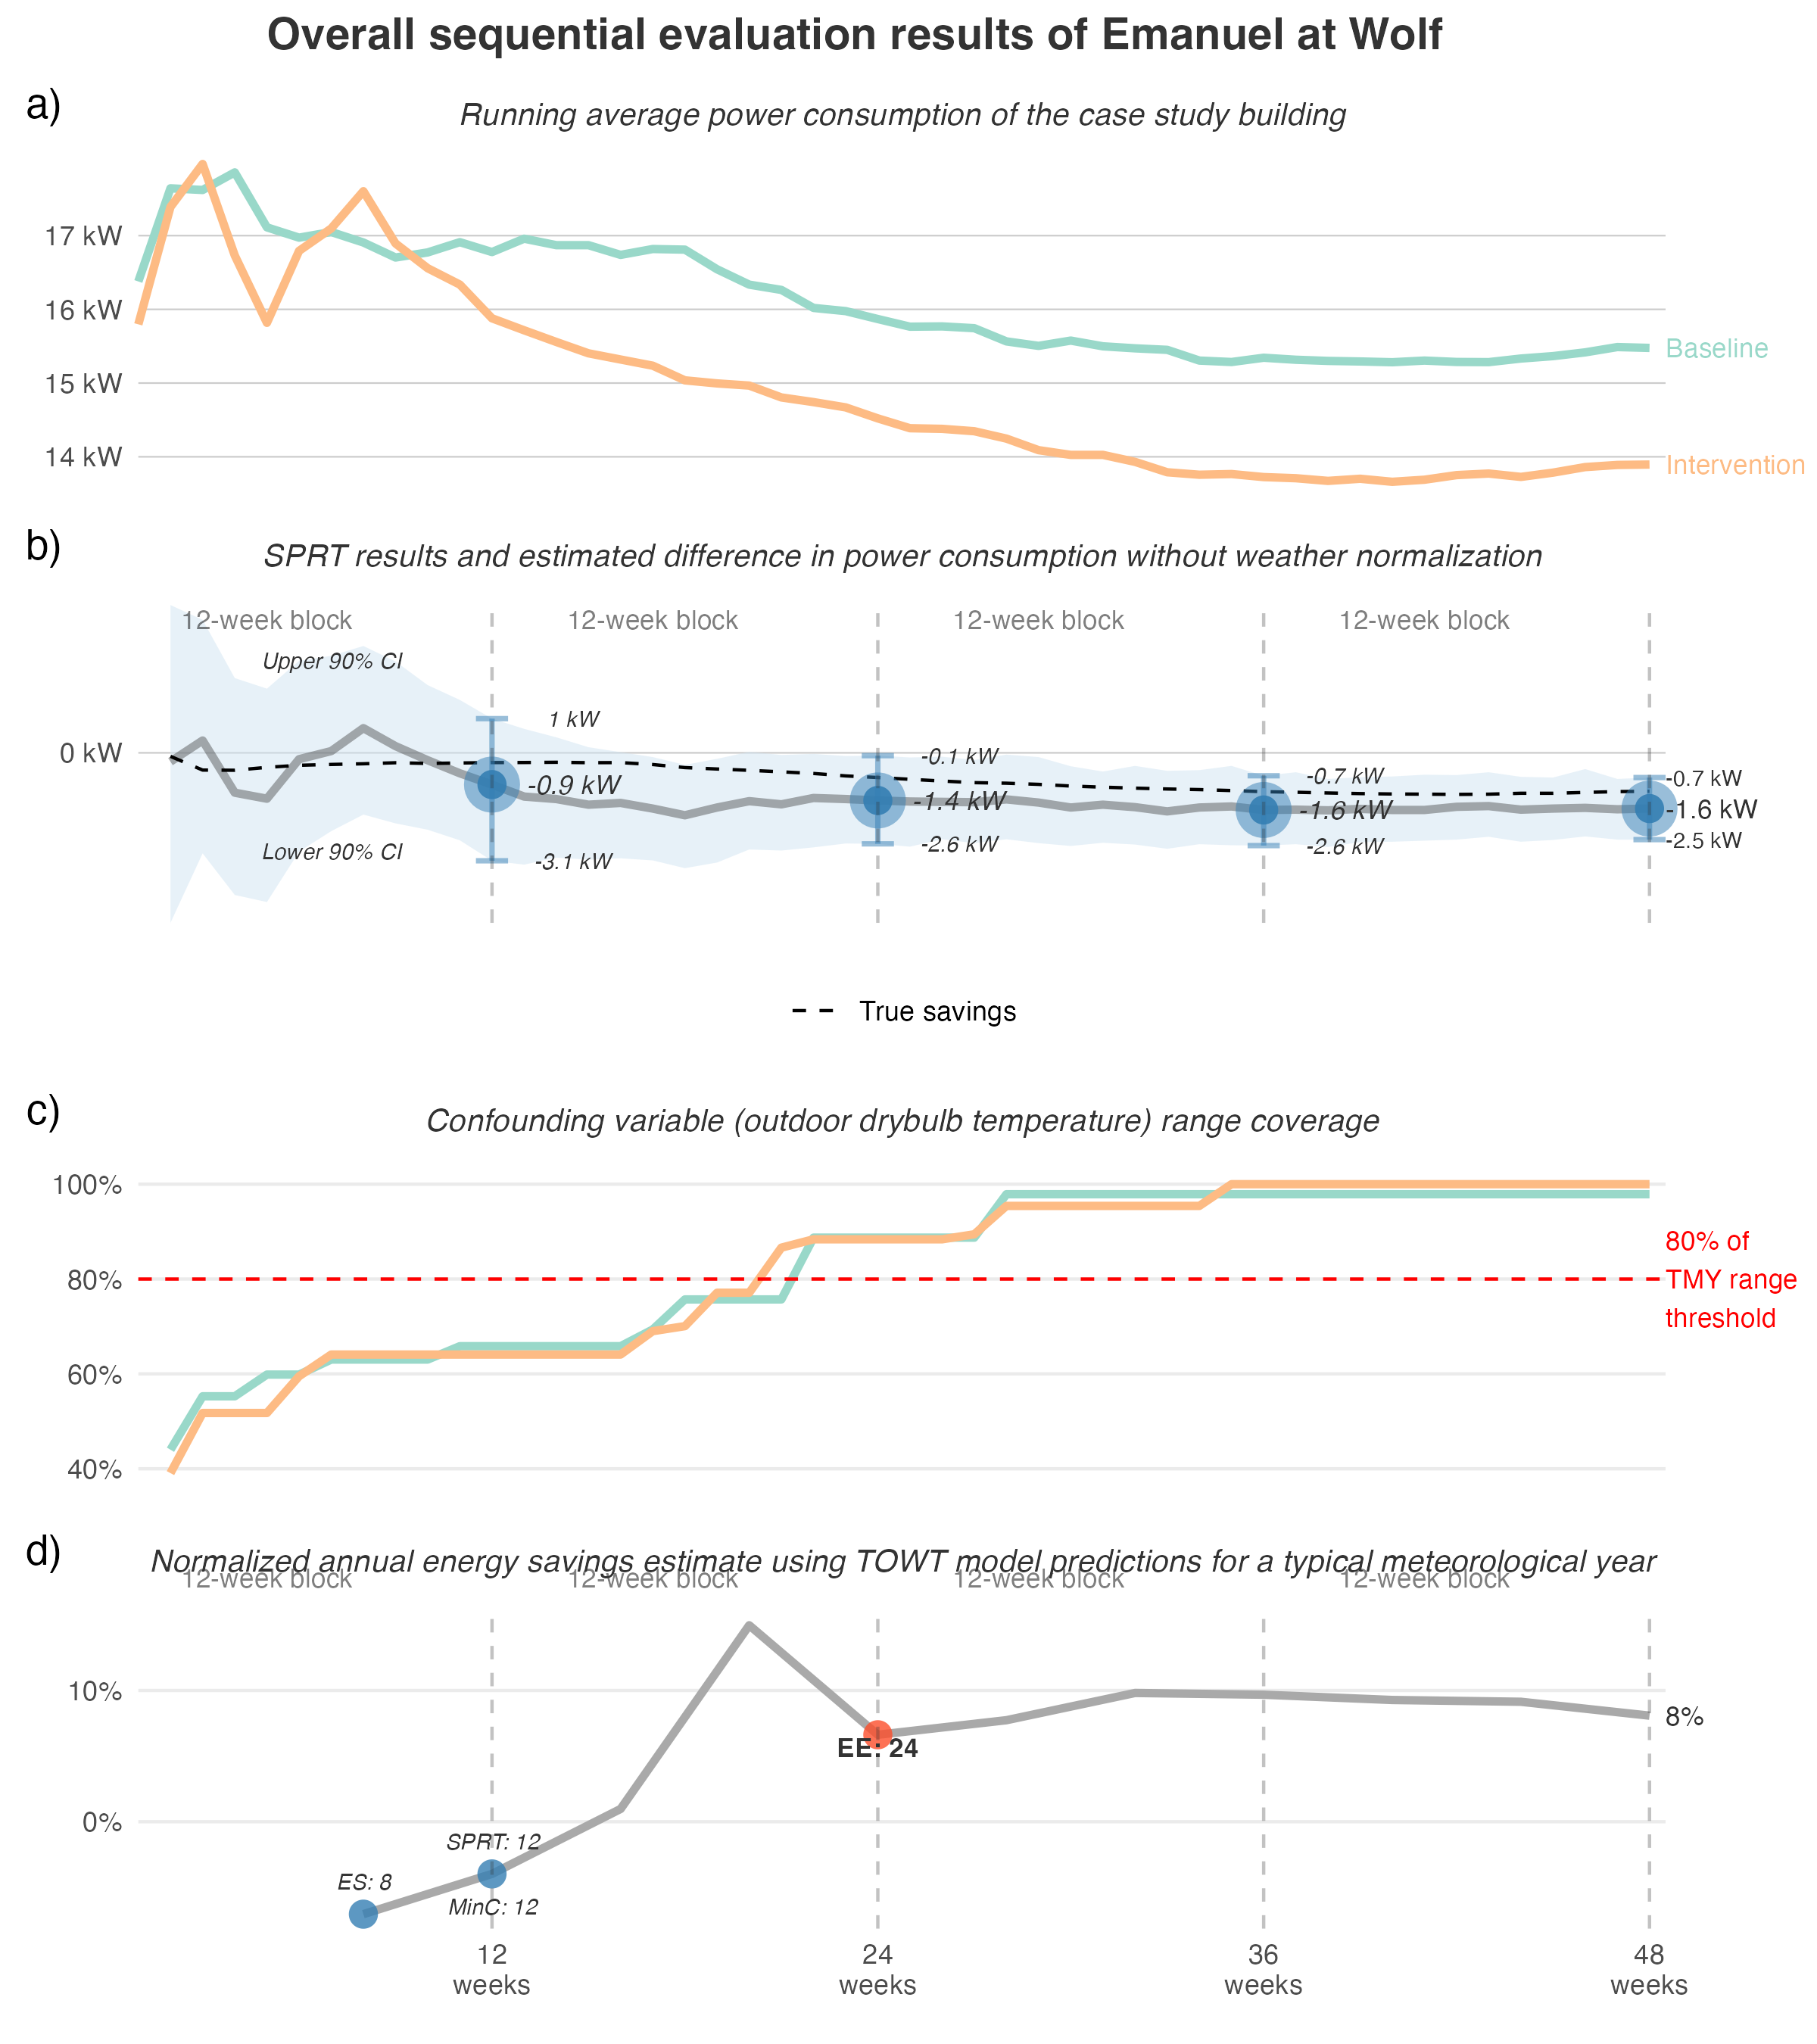 Overall sequential evaluation results of Emanuel at Wolf
a)
Running average power consumption of the case study building
17 kW
16 kW
15 kW
14 kW
Baseline
Intervention
b)
SPRT results and estimated difference in power consumption without weather normalization
12-week block
12-week block
12-week block
12-week block
Upper 90% CI
Lower 90% CI
0 kW
1 kW
-0.9 kW
-3.1 kW
-0.1 kW
-1.4 kW
-2.6 kW
-0.7 kW
-1.6 kW
-2.6 kW
-0.7 kW
-1.6 kW
-2.5 kW
True savings
c)
Confounding variable (outdoor drybulb temperature) range coverage
100%
80%
60%
40%
80% of
TMY range
threshold
d)
Normalized annual energy savings estimate using TOWT model predictions for a typical meteorological year
12-week block
12-week block
12-week block
12-week block
10%
0%
ES: 8
SPRT: 12
MinC: 12
EE: 24
8%
12
weeks
24
weeks
36
weeks
48
weeks